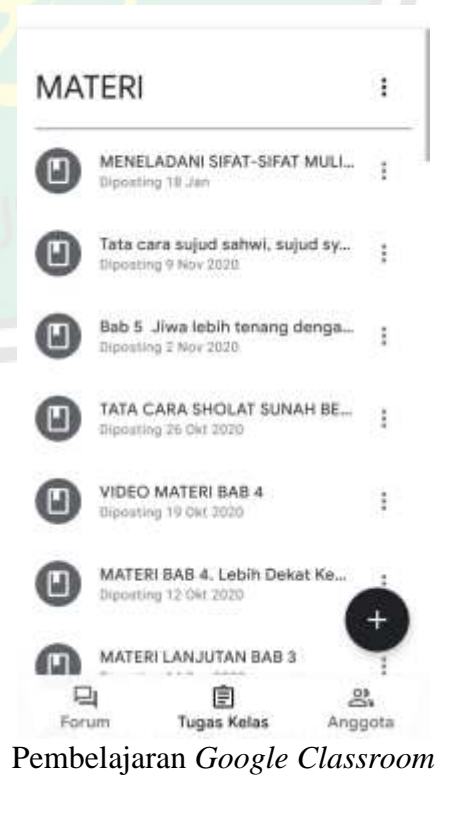 MATERI
MENELADANI SIFAT-SIFAT MULI...
Diposting 18 Jan
Tata cara sujud sahwi, sujud sy...
Diposting 9 Nov 2020
Bab 5 Jiwa lebih tenang denga...
Diposting 2 Nov 2020
TATA CARA SHOLAT SUNAH BE...
Diposting 26 Okt 2020
VIDEO MATERI BAB 4
Diposting 19 Okt 2020
MATERI BAB 4. Lebih Dekat Ke...
Diposting 12 Okt 2020
MATERI LANJUTAN BAB 3
Forum Tugas Kelas Anggota
Pembelajaran Google Classroom